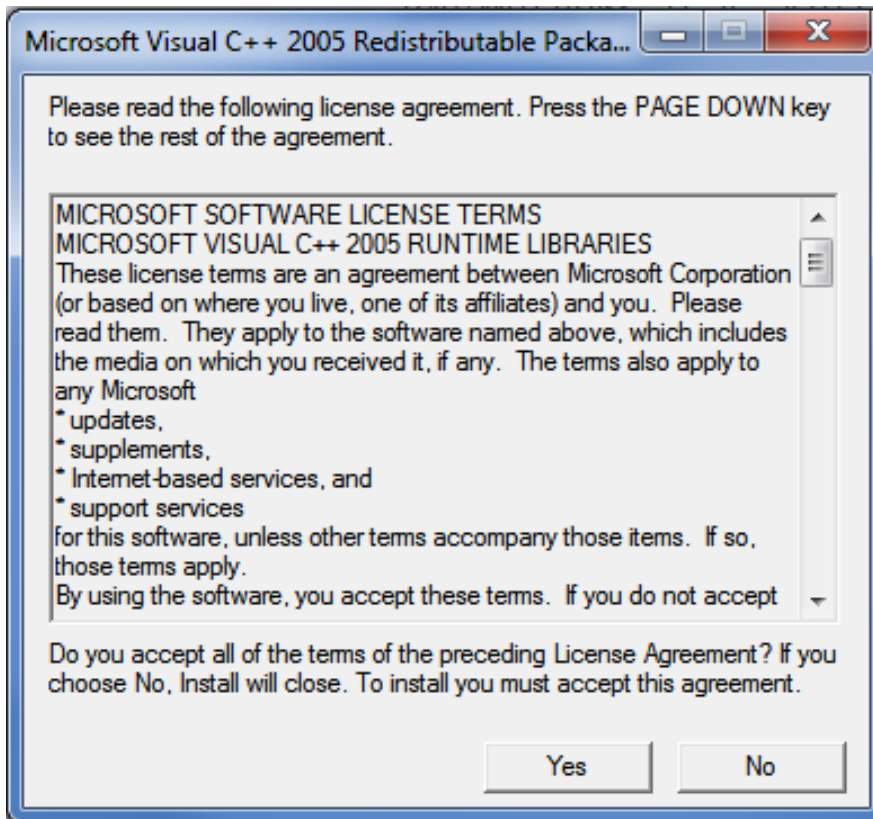 Microsoft Visual C++ 2005 Redistributable Packa...
Please read the following license agreement. Press the PAGE DOWN key
to see the rest of the agreement.
MICROSOFT SOFTWARE LICENSE TERMS
MICROSOFT VISUAL C++ 2005 RUNTIME LIBRARIES
These license terms are an agreement between Microsoft Corporation
(or based on where you live, one of its affiliates) and you.  Please
read them.  They apply to the software named above, which includes
the media on which you received it, if any.  The terms also apply to
any Microsoft
* updates,
* supplements,
* Internet-based services, and
* support services
for this software, unless other terms accompany those items.  If so,
those terms apply.
By using the software, you accept these terms.  If you do not accept
Do you accept all of the terms of the preceding License Agreement? If you
choose No, Install will close. To install you must accept this agreement.
Yes
No